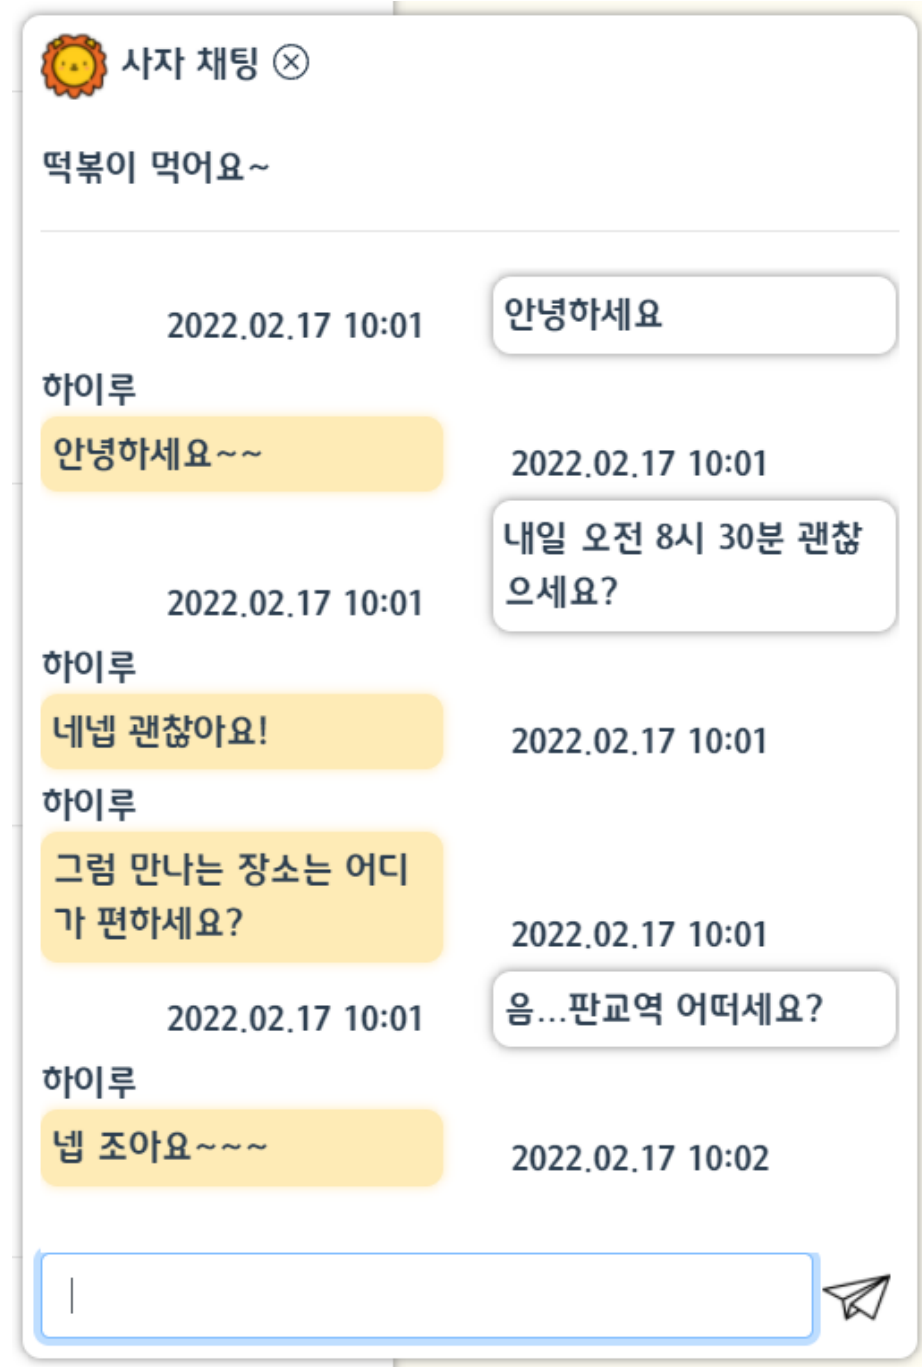 사자 채팅
떡볶이 먹어요~
안녕하세요
2022.02.17 10:01
하이루
안녕하세요~~
2022.02.17 10:01
내일 오전 8시 30분 괜찮
으세요?
2022.02.17 10:01
하이루
네넵 괜찮아요!
2022.02.17 10:01
하이루
그럼 만나는 장소는 어디
가 편하세요?
2022.02.17 10:01
음...판교역 어떠세요?
2022.02.17 10:01
하이루
넵 조아요~~~
2022.02.17 10:02